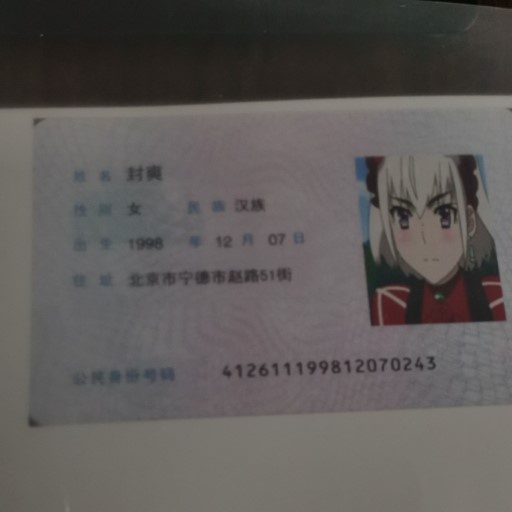 姓 名 封爽
性 别 女 民 族 汉族
出 生 1998 年 12 月 07 日
住 址 北京市宁德市赵路51街
公民身份号码 412611199812070243